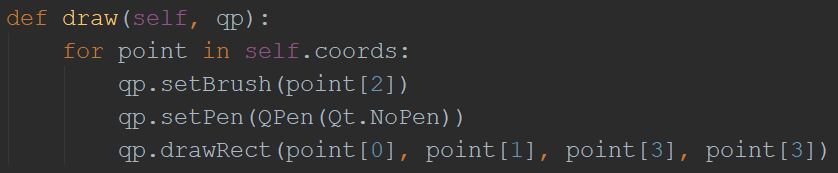 def draw(self, qp):
    for point in self.coords:
        qp.setBrush(point[2])
        qp.setPen(QPen(Qt.NoPen))
        qp.drawRect(point[0], point[1], point[3], point[3])